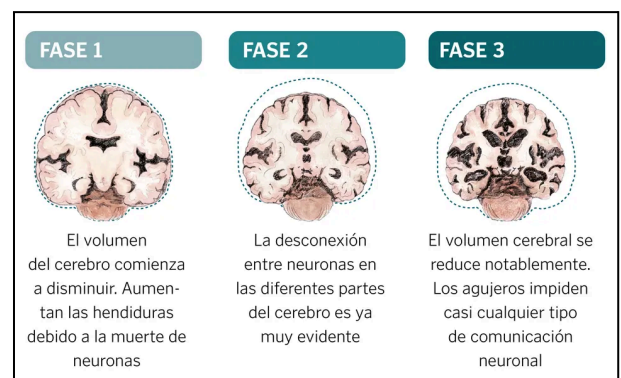 FASE 1
El volumen
del cerebro comienza
a disminuir. Aumen-
tan las hendiduras
debido a la muerte de
neuronas
FASE 2
La desconexión
entre neuronas en
las diferentes partes
del cerebro es ya
muy evidente
FASE 3
El volumen cerebral se
reduce notablemente.
Los agujeros impiden
casi cualquier tipo
de comunicación
neuronal